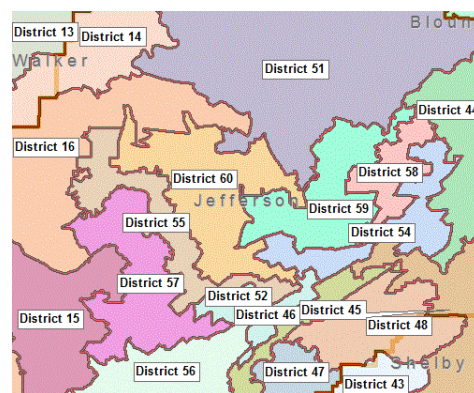 Bloun
District 13
District 14
Walker
District 51
District 44
District 16
District 60
District 58
Jefferson
District 59
District 55
District 54
District 57
District 52
District 45
District 46
District 15
District 48
Shelby
District 56
District 47
District 43